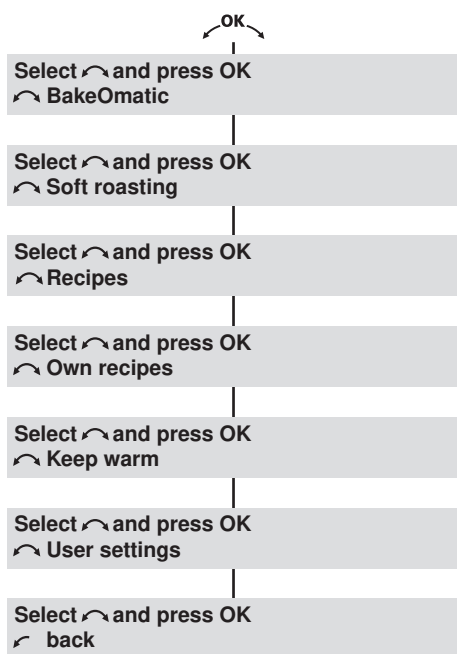 OK
Select and press OK
BakeOmatic
Select and press OK
Soft roasting
Select and press OK
Recipes
Select and press OK
Own recipes
Select and press OK
Keep warm
Select and press OK
User settings
Select and press OK
back